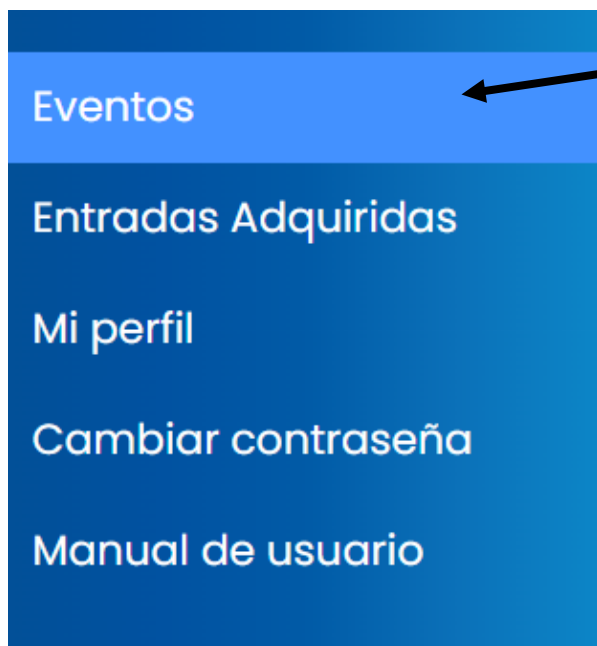 Eventos
Entradas Adquiridas
Mi perfil
Cambiar contraseña
Manual de usuario